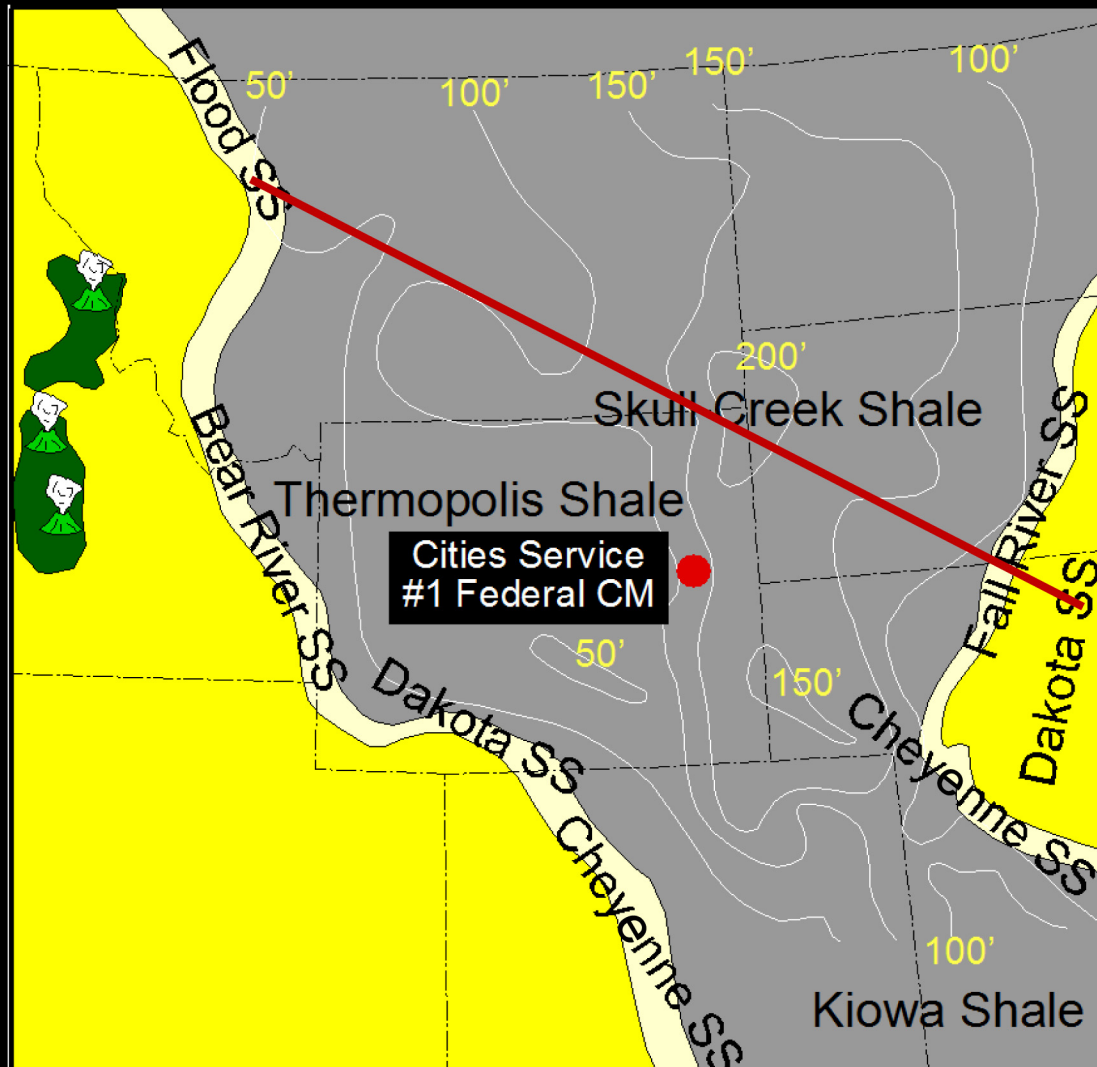 Flood SS
50’
100’
150’
150’
100’
200’
Skull Creek Shale
Thermopolis Shale
Bear River SS
Cities Service
#1 Federal CM
Fall River SS
Dakota SS
50’
150’
Dakota SS
Cheyenne SS
Cheyenne SS
100’
Kiowa Shale